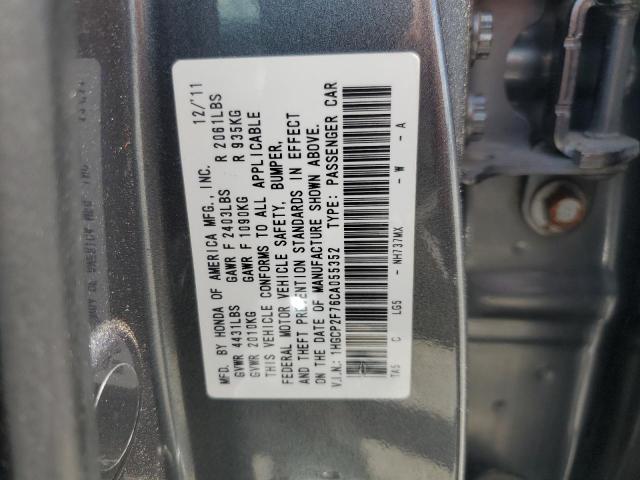 MFD. BY HONDA OF AMERICA MFG., INC. 12/'11
GVWR 4431LBS GAWR F 2403LBS R 2061LBS
GVWR 2010KG GAWR F 1090KG R 935KG
THIS VEHICLE CONFORMS TO ALL APPLICABLE
FEDERAL MOTOR VEHICLE SAFETY, BUMPER,
AND THEFT PREVENTION STANDARDS IN EFFECT
ON THE DATE OF MANUFACTURE SHOWN ABOVE.
V.I.N.: 1HGCP2F76CA055352 TYPE: PASSENGER CAR
TA5 C LG5 - NH737MX - W - A